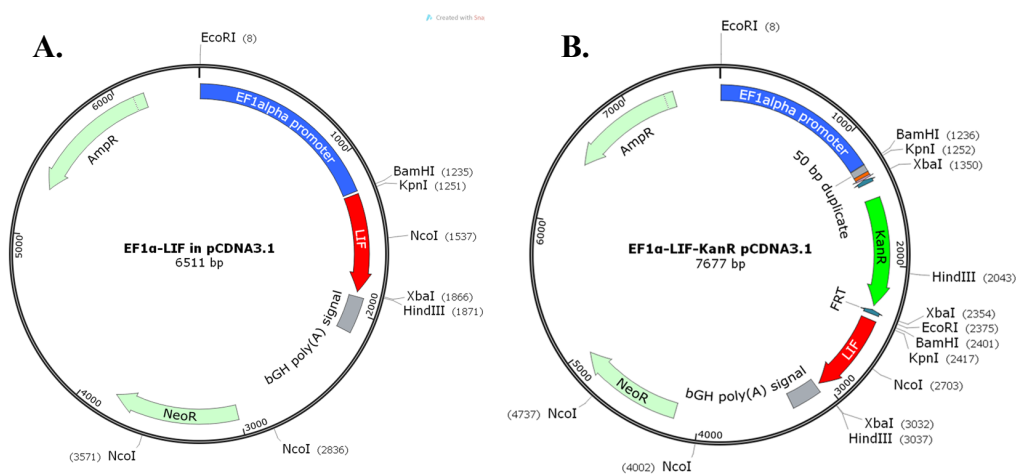 Created with Sna
A.
EcoRI (8)
6000
AmpR
EF1alpha promoter
1000
BamHI (1235)
KpnI (1251)
5000
LIF
NcoI (1537)
EF1α-LIF in pCDNA3.1
6511 bp
XbaI (1866)
HindIII (1871)
2000
bGH poly(A) signal
4000
NeoR
3000
NcoI (2836)
(3571) NcoI
B.
EcoRI (8)
7000
AmpR
EF1alpha promoter
1000
BamHI (1236)
KpnI (1252)
XbaI (1350)
50 bp duplicate
6000
KanR
2000
EF1α-LIF-KanR pCDNA3.1
7677 bp
HindIII (2043)
FRT
XbaI (2354)
EcoRI (2375)
BamHI (2401)
KpnI (2417)
LIF
5000
NcoI (2703)
bGH poly(A) signal
3000
NeoR
(4737) NcoI
XbaI (3032)
HindIII (3037)
4000
(4002) NcoI